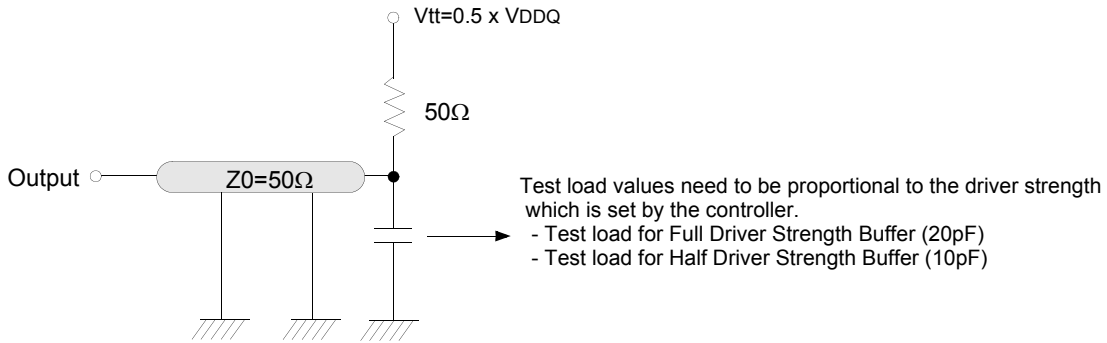 Vtt=0.5 x VDDQ
50Ω
Output
Z0=50Ω
Test load values need to be proportional to the driver strength
which is set by the controller.
- Test load for Full Driver Strength Buffer (20pF)
- Test load for Half Driver Strength Buffer (10pF)